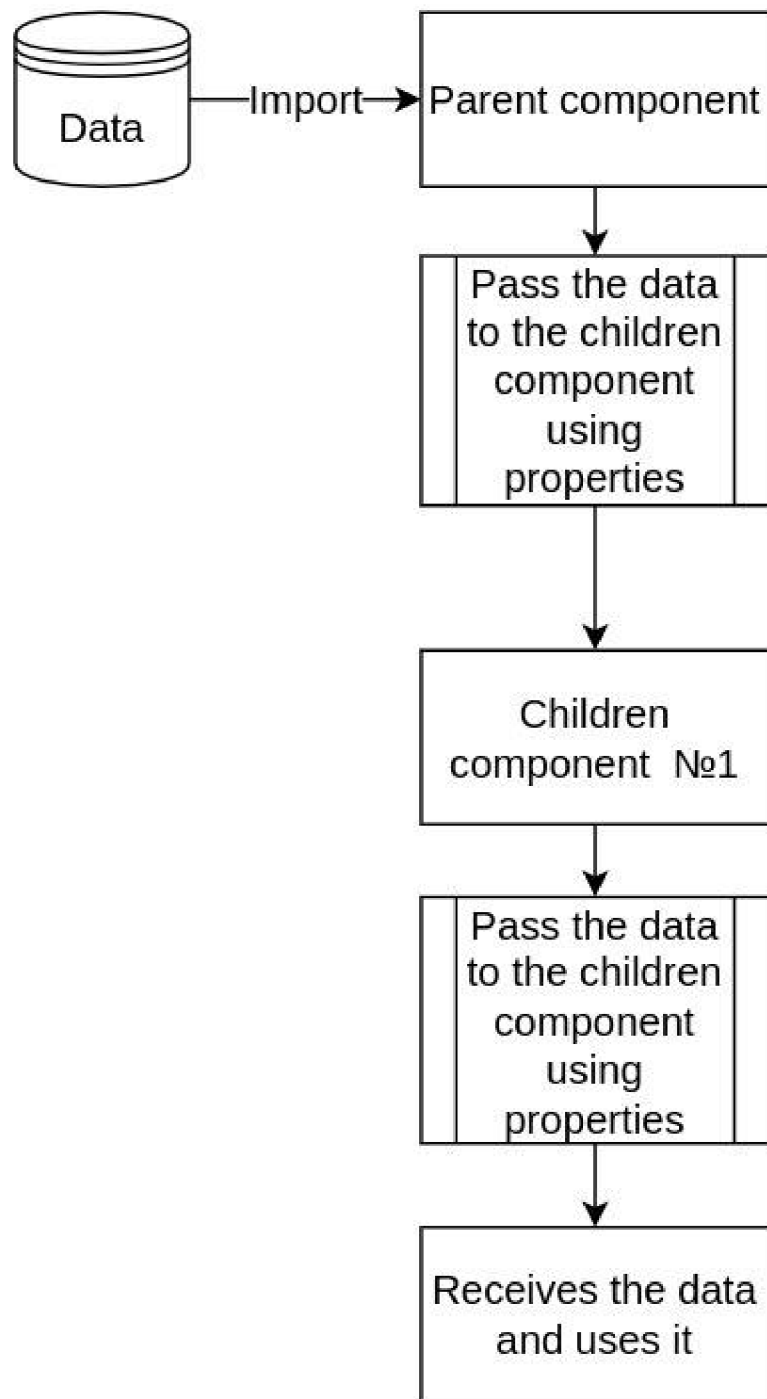 Data
Import
Parent component
Pass the data
to the children
component
using
properties
Children
component №1
Pass the data
to the children
component
using
properties
Receives the data
and uses it